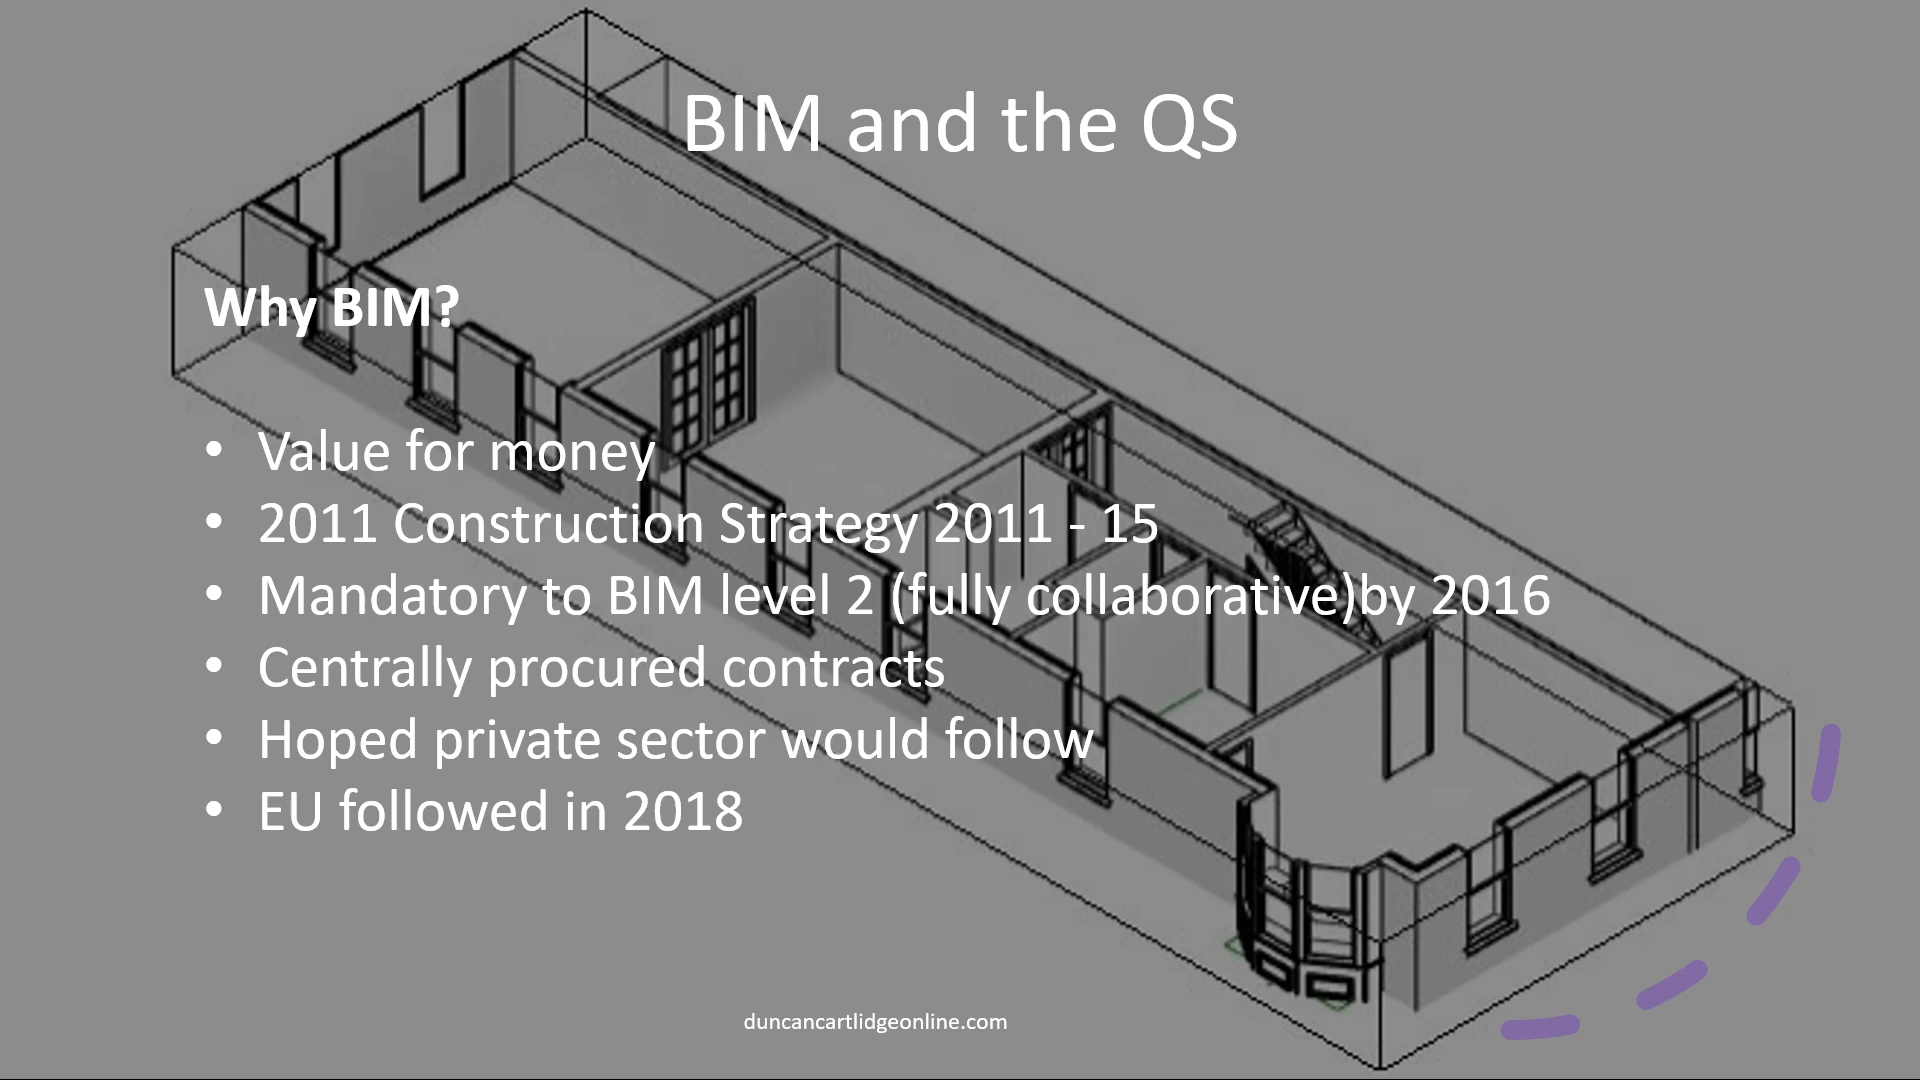 BIM and the QS
Why BIM?
• Value for money
• 2011 Construction Strategy 2011 - 15
• Mandatory to BIM level 2 (fully collaborative)by 2016
• Centrally procured contracts
• Hoped private sector would follow
• EU followed in 2018
duncancartlidgeonline.com